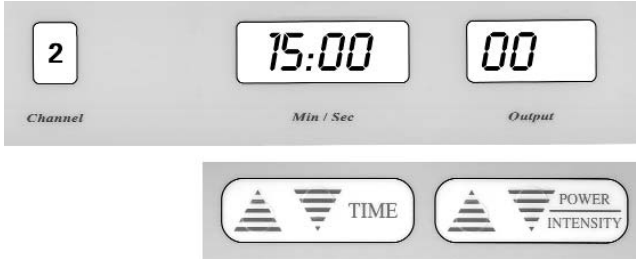 2 15:00 00
Channel Min / Sec Output
TIME POWER
INTENSITY